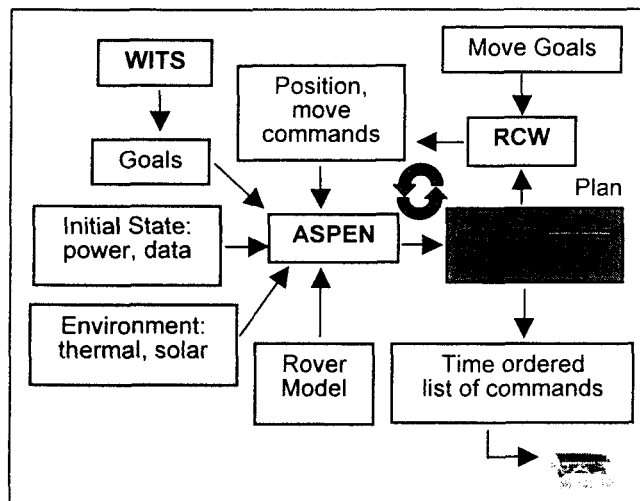 WITS
Move Goals
Position,
move
commands
RCW
Goals
Plan
Initial State:
power, data
ASPEN
Environment:
thermal, solar
Rover
Model
Time ordered
list of commands